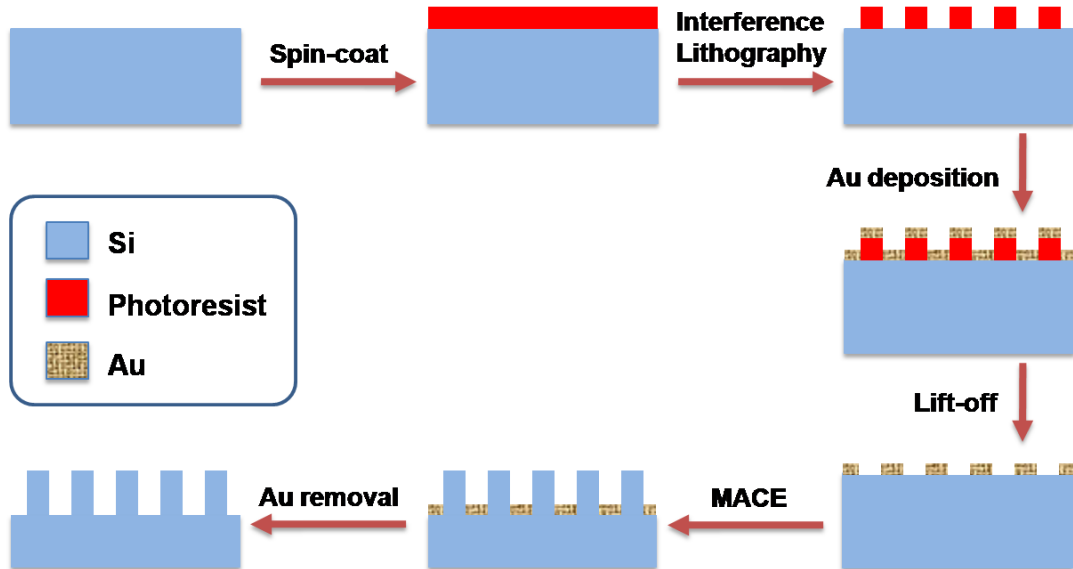 Spin-coat
Interference
Lithography
Au deposition
Si
Photoresist
Au
Lift-off
MACE
Au removal